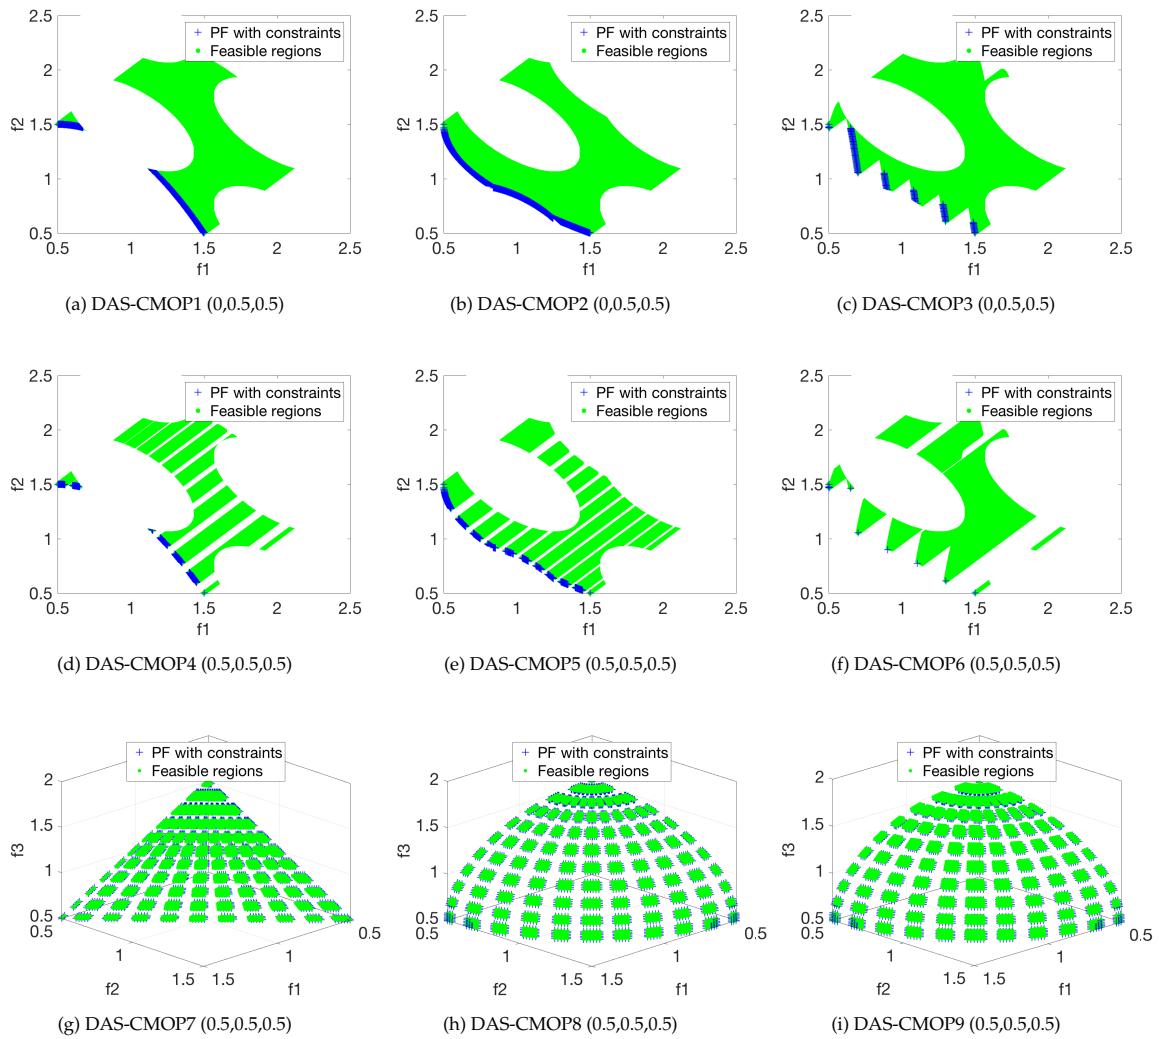 2.5
2
1.5
1
0.5
f2
0.5
1
1.5
2
2.5
f1
PF with constraints
Feasible regions
(a) DAS-CMOP1 (0,0.5,0.5)
2.5
2
1.5
1
0.5
f2
0.5
1
1.5
2
2.5
f1
PF with constraints
Feasible regions
(b) DAS-CMOP2 (0,0.5,0.5)
2.5
2
1.5
1
0.5
f2
0.5
1
1.5
2
2.5
f1
PF with constraints
Feasible regions
(c) DAS-CMOP3 (0,0.5,0.5)
2.5
2
1.5
1
0.5
f2
0.5
1
1.5
2
2.5
f1
PF with constraints
Feasible regions
(d) DAS-CMOP4 (0.5,0.5,0.5)
2.5
2
1.5
1
0.5
f2
0.5
1
1.5
2
2.5
f1
PF with constraints
Feasible regions
(e) DAS-CMOP5 (0.5,0.5,0.5)
2.5
2
1.5
1
0.5
f2
0.5
1
1.5
2
2.5
f1
PF with constraints
Feasible regions
(f) DAS-CMOP6 (0.5,0.5,0.5)
PF with constraints
Feasible regions
2
1.5
1
0.5
f3
0.5
1
1.5
f2
1.5
1
0.5
f1
(g) DAS-CMOP7 (0.5,0.5,0.5)
PF with constraints
Feasible regions
2
1.5
1
0.5
f3
0.5
1
1.5
f2
1.5
1
0.5
f1
(h) DAS-CMOP8 (0.5,0.5,0.5)
PF with constraints
Feasible regions
2
1.5
1
0.5
f3
0.5
1
1.5
f2
1.5
1
0.5
f1
(i) DAS-CMOP9 (0.5,0.5,0.5)